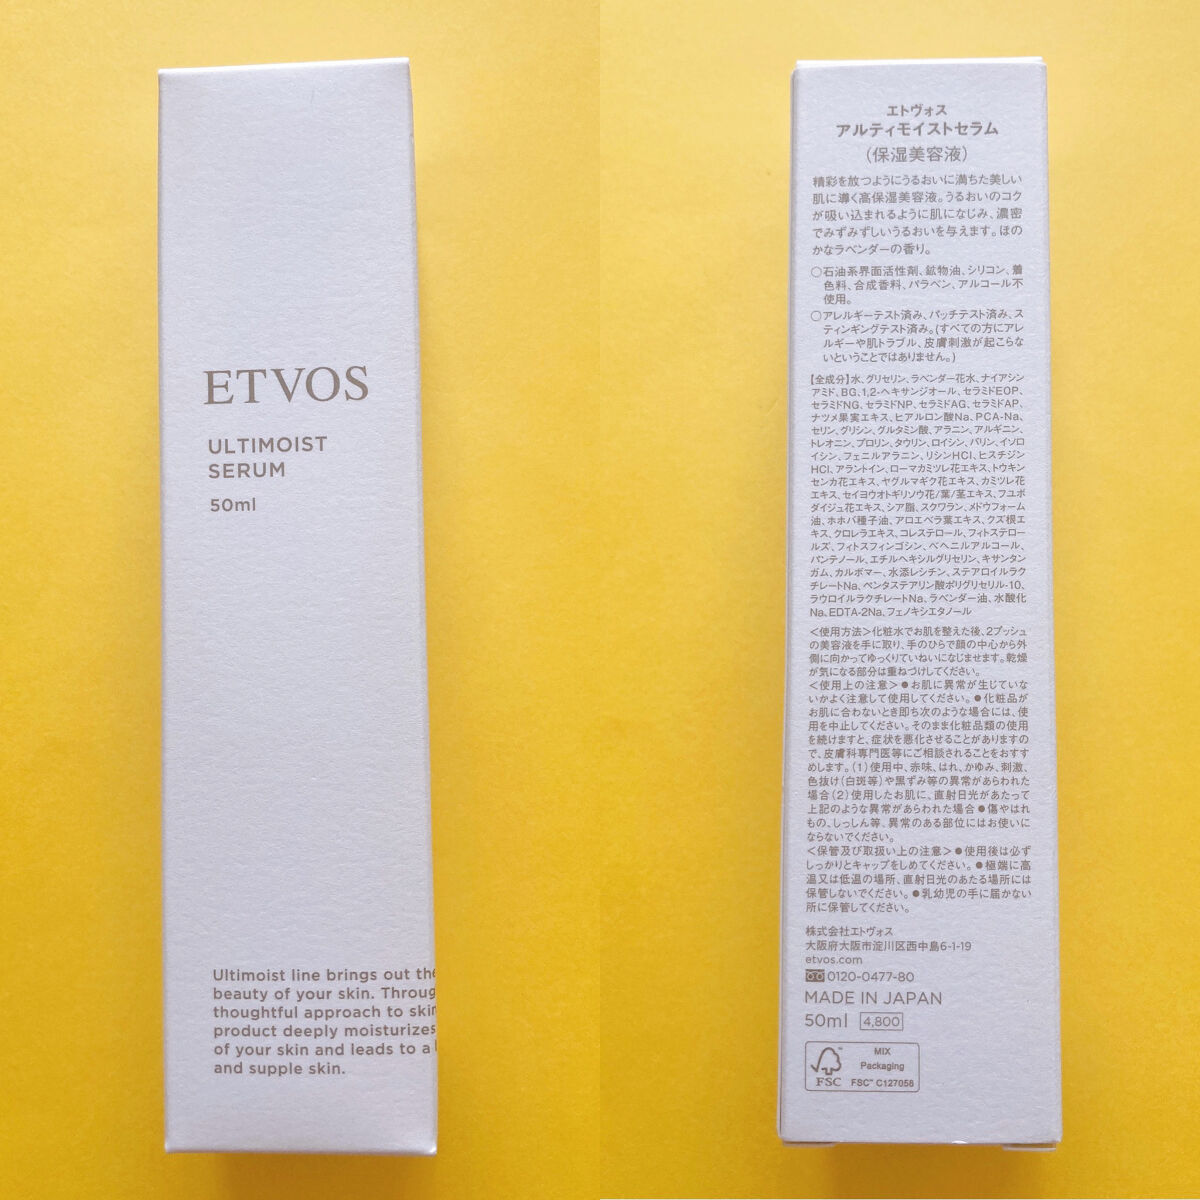 ETVOS
ULTIMOIST
SERUM
50ml
Ultimoist line brings out the
beauty of your skin. Throug
thoughtful approach to skin
product deeply moisturizes
of your skin and leads to a
and supple skin.
エトヴォス
アルティモイストセラム
(保湿美容液)
精彩を放つようにうるおいに満ちた美しい
肌に導く高保湿美容液。うるおいのコク
が吸い込まれるように肌になじみ、濃密
でみずみずしいうるおいを与えます。ほの
かなラベンダーの香り。
○石油系界面活性剤、鉱物油、シリコン、着
色料、合成香料、パラベン、アルコール不
使用。
○アレルギーテスト済み、パッチテスト済み、ス
ティンギングテスト済み。(すべての方にアレ
ルギーや肌トラブル、皮膚刺激が起こらな
いということではありません。)
【全成分】水、グリセリン、ラベンダー花水、ナイアシン
アミド、BG、1,2-ヘキサンジオール、セラミドEOP、
セラミドNG、セラミドNP、セラミドAG、セラミドAP、
ナツメ果実エキス、ヒアルロン酸Na、PCA-Na、
セリン、グリシン、グルタミン酸、アラニン、アルギニン、
トレオニン、プロリン、タウリン、ロイシン、バリン、イソロ
イシン、フェニルアラニン、リシンHCl、ヒスチジン
HCl、アラントイン、ローマカミツレ花エキス、トウキン
センカ花エキス、ヤグルマギク花エキス、カミツレ花
エキス、セイヨウオトギリソウ花/葉/茎エキス、フユボ
ダイジュ花エキス、シア脂、スクワラン、メドウフォーム
油、ホホバ種子油、アロエベラ葉エキス、クズ根エ
キス、クロレラエキス、コレステロール、フィトステロ
ールズ、フィトスフィンゴシン、ベヘニルアルコール、
パンテノール、エチルヘキシルグリセリン、キサンタン
ガム、カルボマー、水添レシチン、ステアロイルラク
チレートNa、ペンタステアリン酸ポリグリセリル-10、
ラウロイルラクチレートNa、ラベンダー油、水酸化
Na、EDTA-2Na、フェノキシエタノール
＜使用方法＞化粧水でお肌を整えた後、2プッシュ
の美容液を手に取り、手のひらで顔の中心から外
側に向かってゆっくりていねいになじませます。乾燥
が気になる部分は重ねづけしてください。
＜使用上の注意＞●お肌に異常が生じていな
いかよく注意して使用してください。●化粧品が
お肌に合わないとき即ち次のような場合には、使
用を中止してください。そのまま化粧品類の使用
を続けますと、症状を悪化させることがありますの
で、皮膚科専門医等にご相談されることをおすす
めします。(1)使用中、赤味、はれ、かゆみ、刺激、
色抜け(白斑等)や黒ずみ等の異常があらわれた
場合(2)使用したお肌に、直射日光があたって
上記のような異常があらわれた場合●傷やはれ
もの、しっしん等、異常のある部位にはお使いに
ならないでください。
＜保管及び取扱い上の注意＞●使用後は必ず
しっかりとキャップをしめてください。●極端に高
温又は低温の場所、直射日光のあたる場所には
保管しないでください。●乳幼児の手に届かない
所に保管してください。
株式会社エトヴォス
大阪府大阪市淀川区西中島6-1-19
etvos.com
0120-0477-80
MADE IN JAPAN
50ml 4,800
MIX
Packaging
FSC™ C127058
FSC